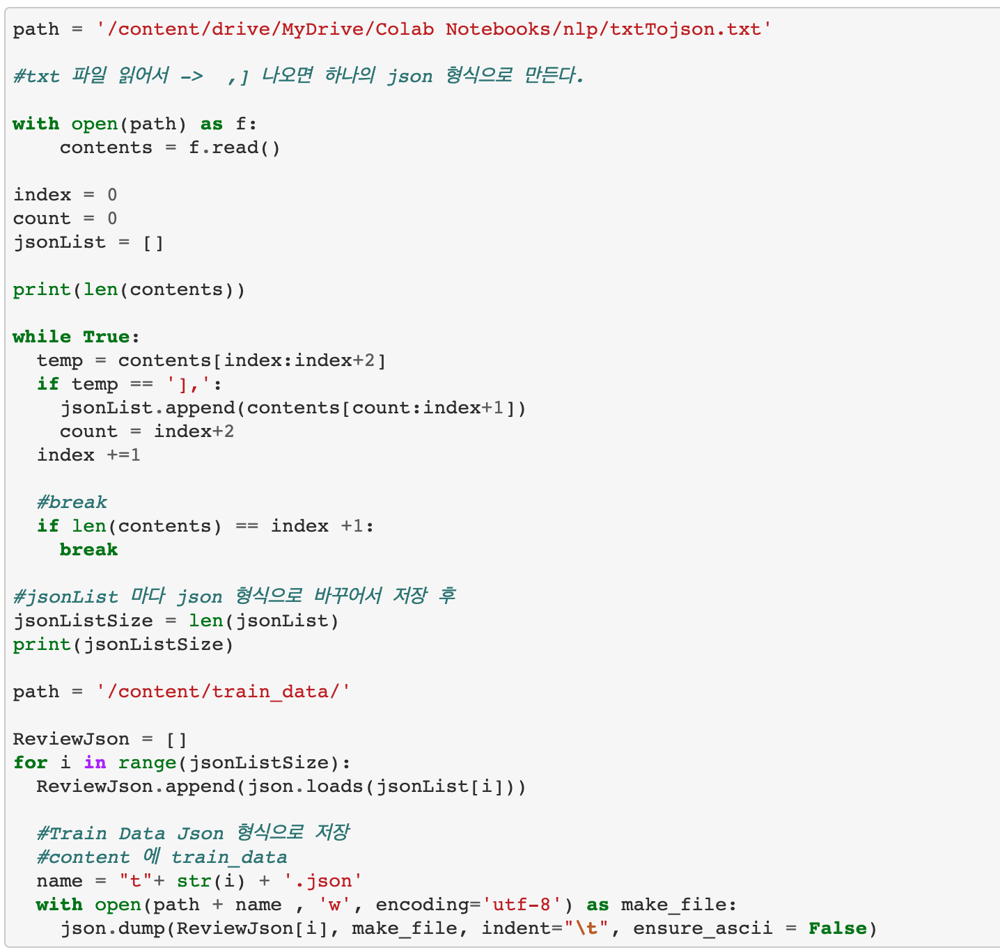 path = '/content/drive/MyDrive/Colab Notebooks/nlp/txtTojson.txt'
#txt 파일 읽어서 ->  ,] 나오면 하나의 json 형식으로 만든다.
with open(path) as f:
    contents = f.read()
index = 0
count = 0
jsonList = []
print(len(contents))
while True:
  temp = contents[index:index+2]
  if temp == '],':
    jsonList.append(contents[count:index+1])
    count = index+2
  index +=1
  #break
  if len(contents) == index +1:
    break
#jsonList 마다 json 형식으로 바꾸어서 저장 후
jsonListSize = len(jsonList)
print(jsonListSize)
path = '/content/train_data/'
ReviewJson = []
for i in range(jsonListSize):
  ReviewJson.append(json.loads(jsonList[i]))
  #Train Data Json 형식으로 저장
  #content 에 train_data
  name = "t"+ str(i) + '.json'
  with open(path + name , 'w', encoding='utf-8') as make_file:
    json.dump(ReviewJson[i], make_file, indent="\t", ensure_ascii = False)